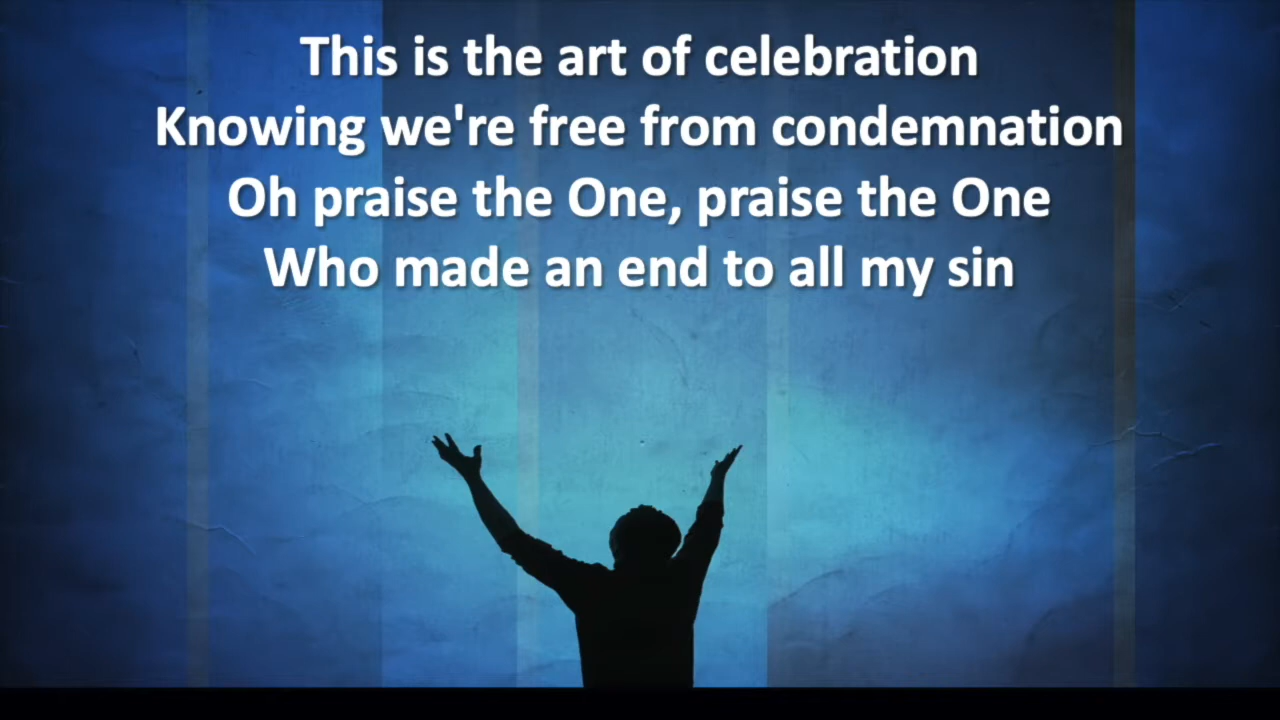 This is the art of celebration
Knowing we're free from condemnation
Oh praise the One, praise the One
Who made an end to all my sin